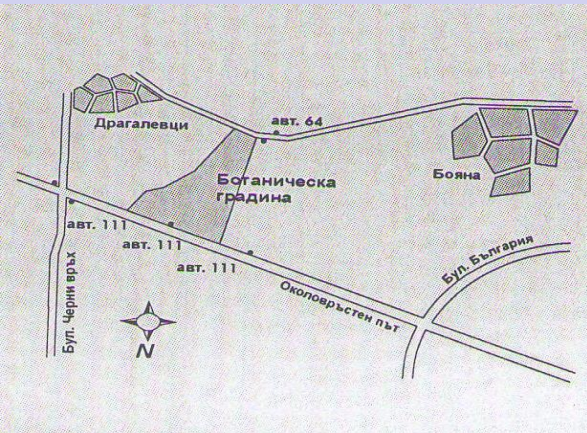 авт. 64
Драгалевци
Ботаническа
градина
Бояна
авт. 111
авт. 111
авт. 111
Бул. Черни връх
Околовръстен път
Бул. България
N